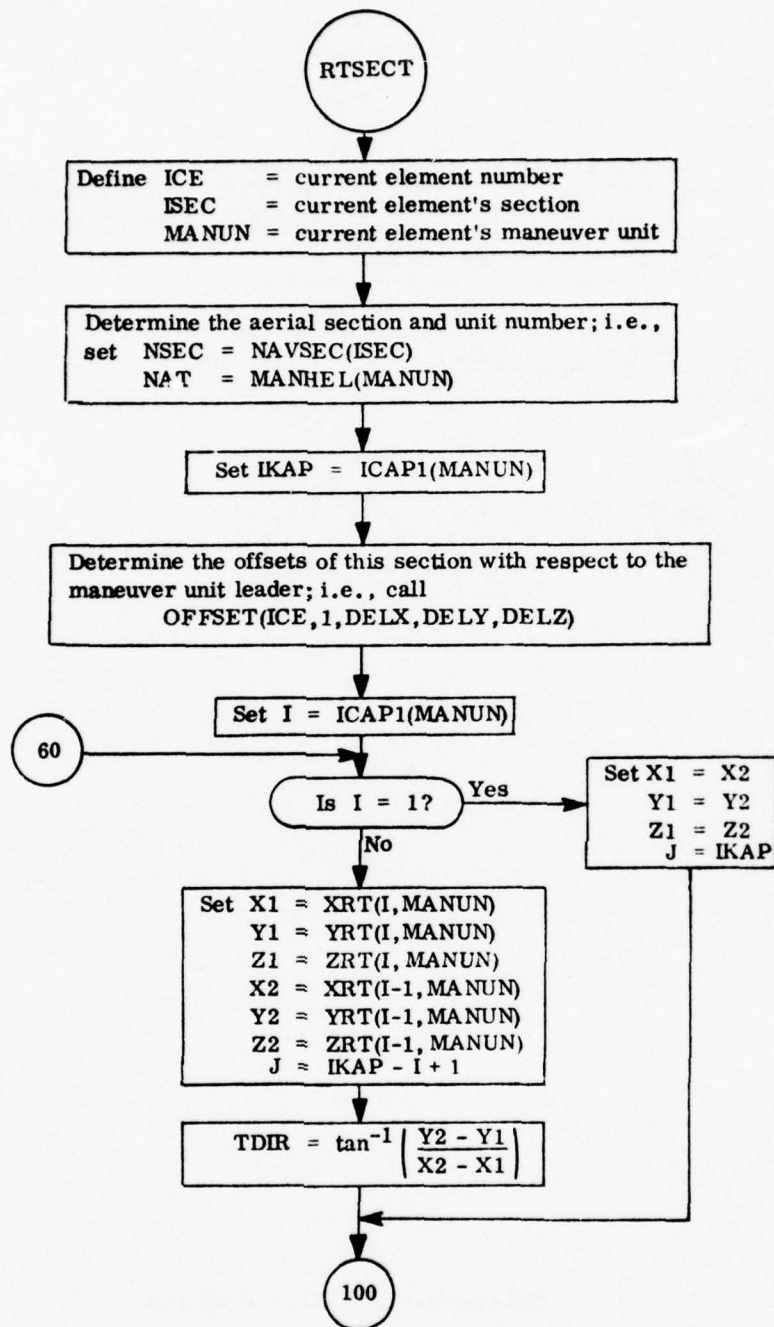 RTSECT
Define ICE = current element number
ISEC = current element's section
MANUN = current element's maneuver unit
Determine the aerial section and unit number; i.e.,
set NSEC = NAVSEC(ISEC)
NAT = MANHEL(MANUN)
Set IKAP = ICAP1(MANUN)
Determine the offsets of this section with respect to the
maneuver unit leader; i.e., call
OFFSET(ICE,1,DELX,DELY,DELZ)
Set I = ICAP1(MANUN)
60
Is I = 1?
Yes
Set X1 = X2
Y1 = Y2
Z1 = Z2
J = IKAP
No
Set X1 = XRT(I,MANUN)
Y1 = YRT(I,MANUN)
Z1 = ZRT(I,MANUN)
X2 = XRT(I-1,MANUN)
Y2 = YRT(I-1,MANUN)
Z2 = ZRT(I-1,MANUN)
J = IKAP - I + 1
TDIR = tan⁻¹ (Y2 - Y1
X2 - X1)
100